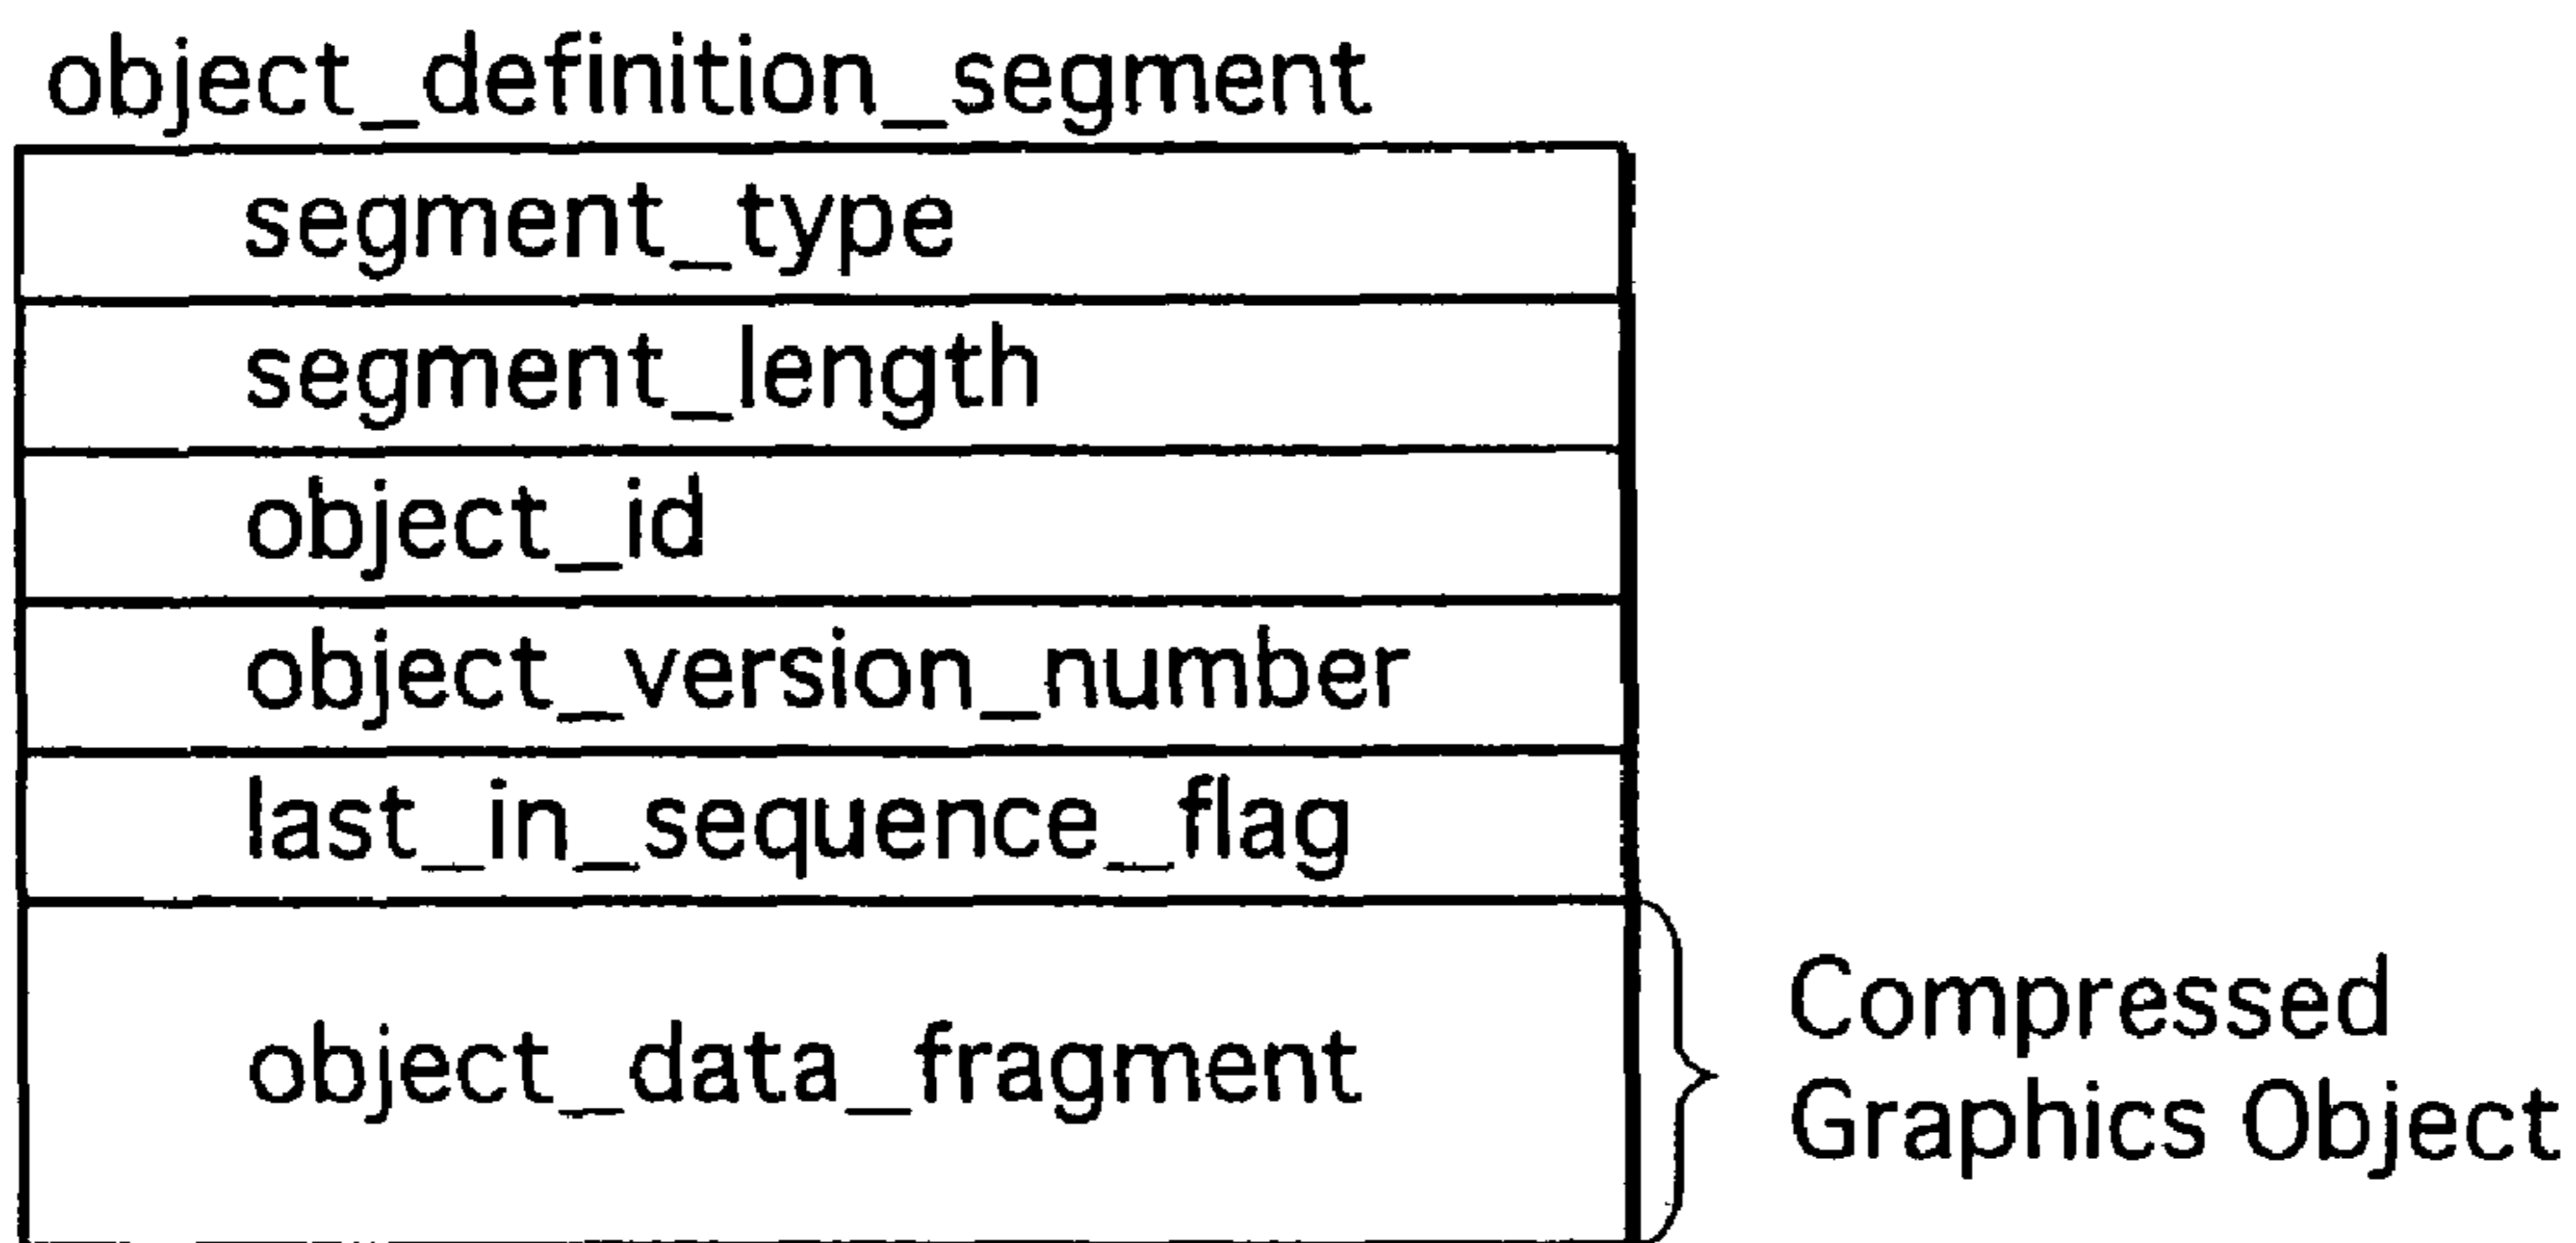 object_definition_segment
segment_type
segment_length
object_id
object_version_number
last_in_sequence_flag
object_data_fragment
Compressed
Graphics Object